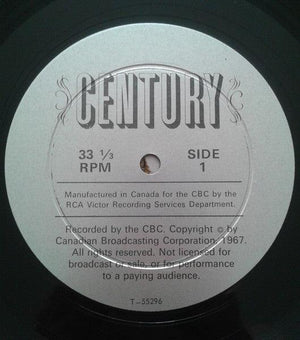 CENTURY
33 1/3 SIDE
RPM 1
Manufactured in Canada for the CBC by the
RCA Victor Recording Services Department.
Recorded by the CBC. Copyright © by
Canadian Broadcasting Corporation, 1967.
All rights reserved. Not licensed for
broadcast or sale, or for performance
to a paying audience.
T-55296